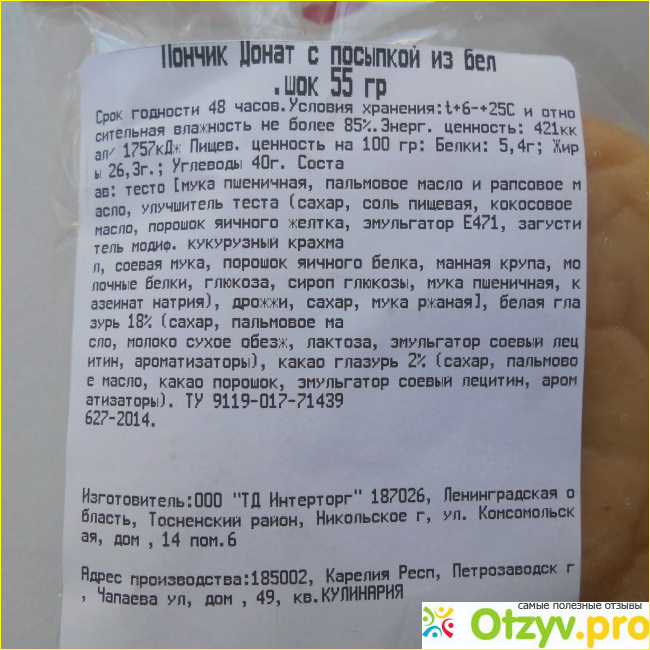 Пончик Донат с посыпкой из бел
.шок 55 гр
Срок годности 48 часов.Условия хранения:t+6-+25С и отно
сительная влажность не более 85%.Энерг. ценность: 421кк
ал/ 1757кДж Пищев. ценность на 100 гр: Белки: 5,4г; Жир
ы 26,3г.; Углеводы 40г. Соста
ав: тесто [мука пшеничная, пальмовое масло и рапсовое м
асло, улучшитель теста (сахар, соль пищевая, кокосовое
масло, порошок яичного желтка, эмульгатор Е471, загусти
тель модиф. кукурузный крахма
л, соевая мука, порошок яичного белка, манная крупа, мо
лочные белки, глюкоза, сироп глюкозы, мука пшеничная, к
азеинат натрия), дрожжи, сахар, мука ржаная], белая гла
зурь 18% (сахар, пальмовое ма
сло, молоко сухое обезж, лактоза, эмульгатор соевый лец
итин, ароматизаторы), какао глазурь 2% (сахар, пальмово
е масло, какао порошок, эмульгатор соевый лецитин, аром
атизаторы). ТУ 9119-017-71439
627-2014.
Изготовитель:ООО "ТД Интерторг" 187026, Ленинградская о
бласть, Тосненский район, Никольское г, ул. Комсомольск
ая, дом , 14 пом.6
Адрес производства:185002, Карелия Респ, Петрозаводск г
, Чапаева ул, дом , 49, кв.КУЛИНАРИЯ
самые полезные отзывы
Otzyv.pro